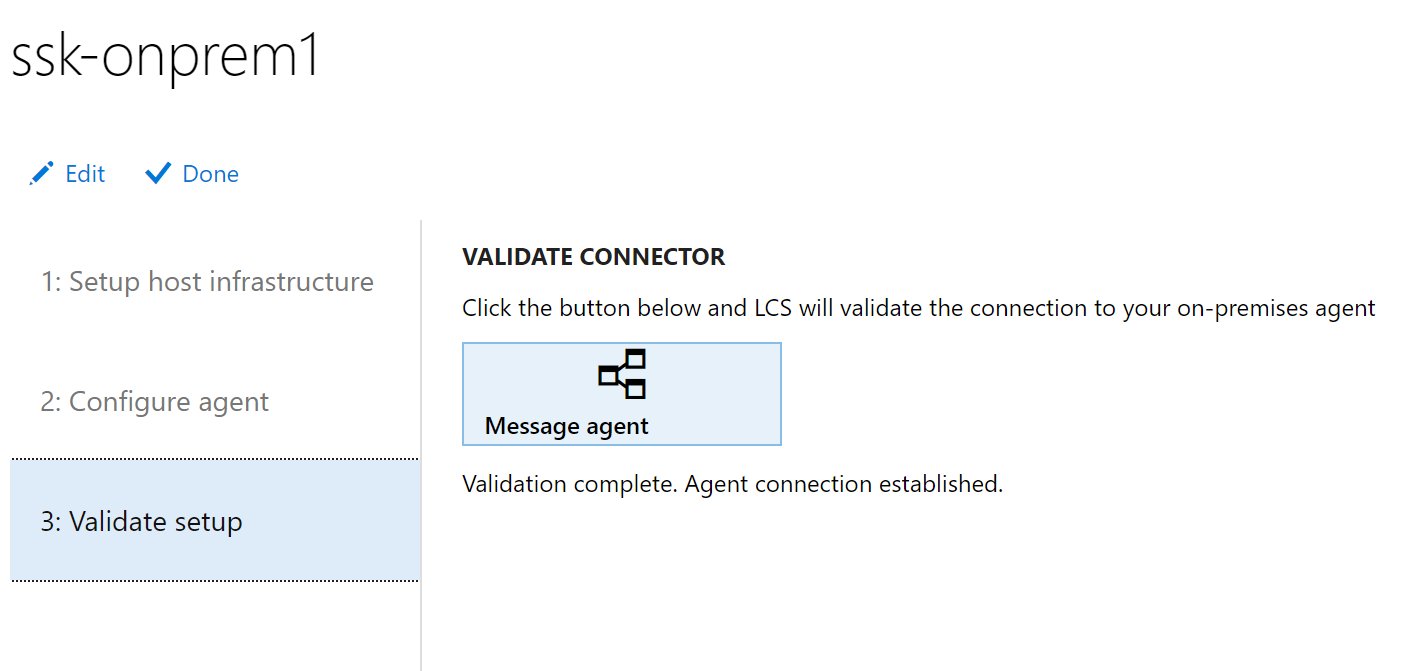 ssk-onprem1
Edit
Done
1: Setup host infrastructure
2: Configure agent
3: Validate setup
VALIDATE CONNECTOR
Click the button below and LCS will validate the connection to your on-premises agent
Message agent
Validation complete. Agent connection established.